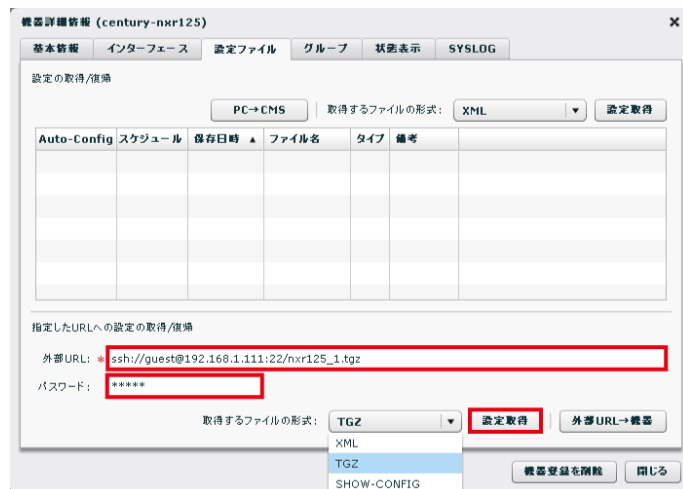 機器詳細情報 (century-nxr125) ×
基本情報 インターフェース 設定ファイル グループ 状態表示 SYSLOG
設定の取得/復帰
PC→CMS 取得するファイルの形式: XML ▼ 設定取得
Auto-Config スケジュール 保存日時 ▲ ファイル名 タイプ 備考
指定したURLへの設定の取得/復帰
外部URL: * ssh://guest@192.168.1.111:22/nxr125_1.tgz
パスワード: *****
取得するファイルの形式: TGZ ▼ 設定取得 外部URL→機器
XML
TGZ
SHOW-CONFIG
機器登録を削除 閉じる